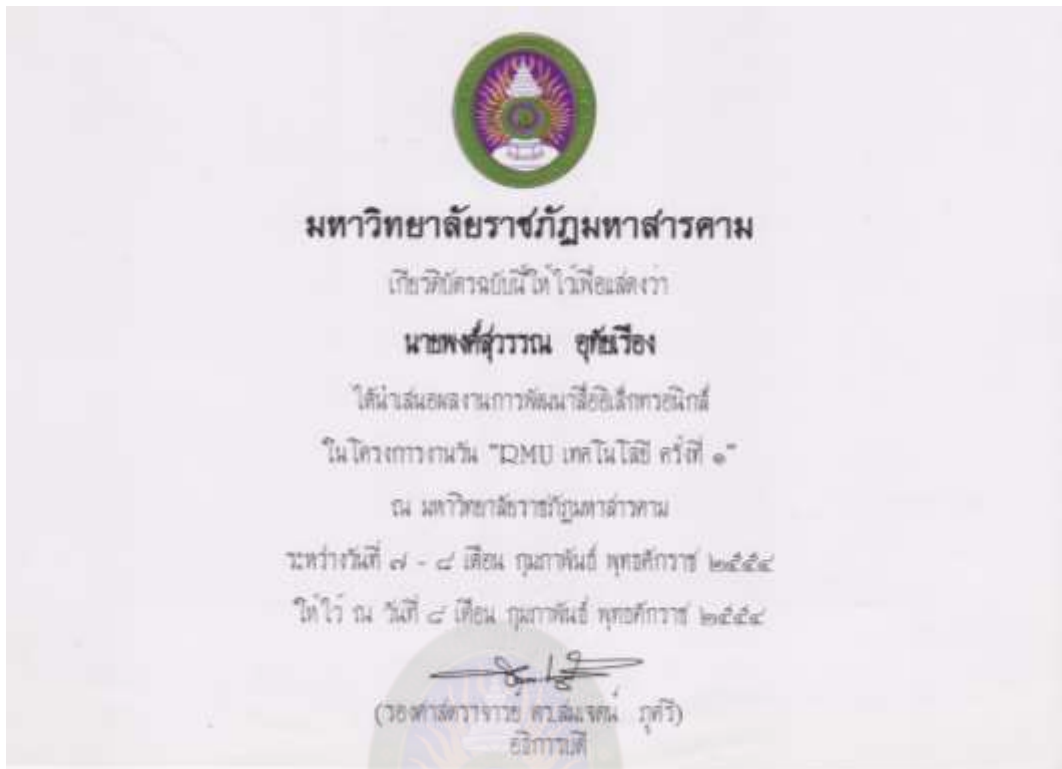 มหาวิทยาลัยราชภัฏมหาสารคาม
เกียรติบัตรฉบับนี้ให้ไว้เพื่อแสดงว่า
นายพงศ์สุวรรณ อุทัยเรือง
ได้นำเสนอผลงานการพัฒนาสื่ออิเล็กทรอนิกส์
ในโครงการงานวัน "RMU เทคโนโลยี ครั้งที่ ๑"
ณ มหาวิทยาลัยราชภัฏมหาสารคาม
ระหว่างวันที่ ๗ - ๘ เดือน กุมภาพันธ์ พุทธศักราช ๒๕๕๔
ให้ไว้ ณ วันที่ ๘ เดือน กุมภาพันธ์ พุทธศักราช ๒๕๕๔
(รองศาสตราจารย์ ดร.สมเจตน์ ภูศรี)
อธิการบดี